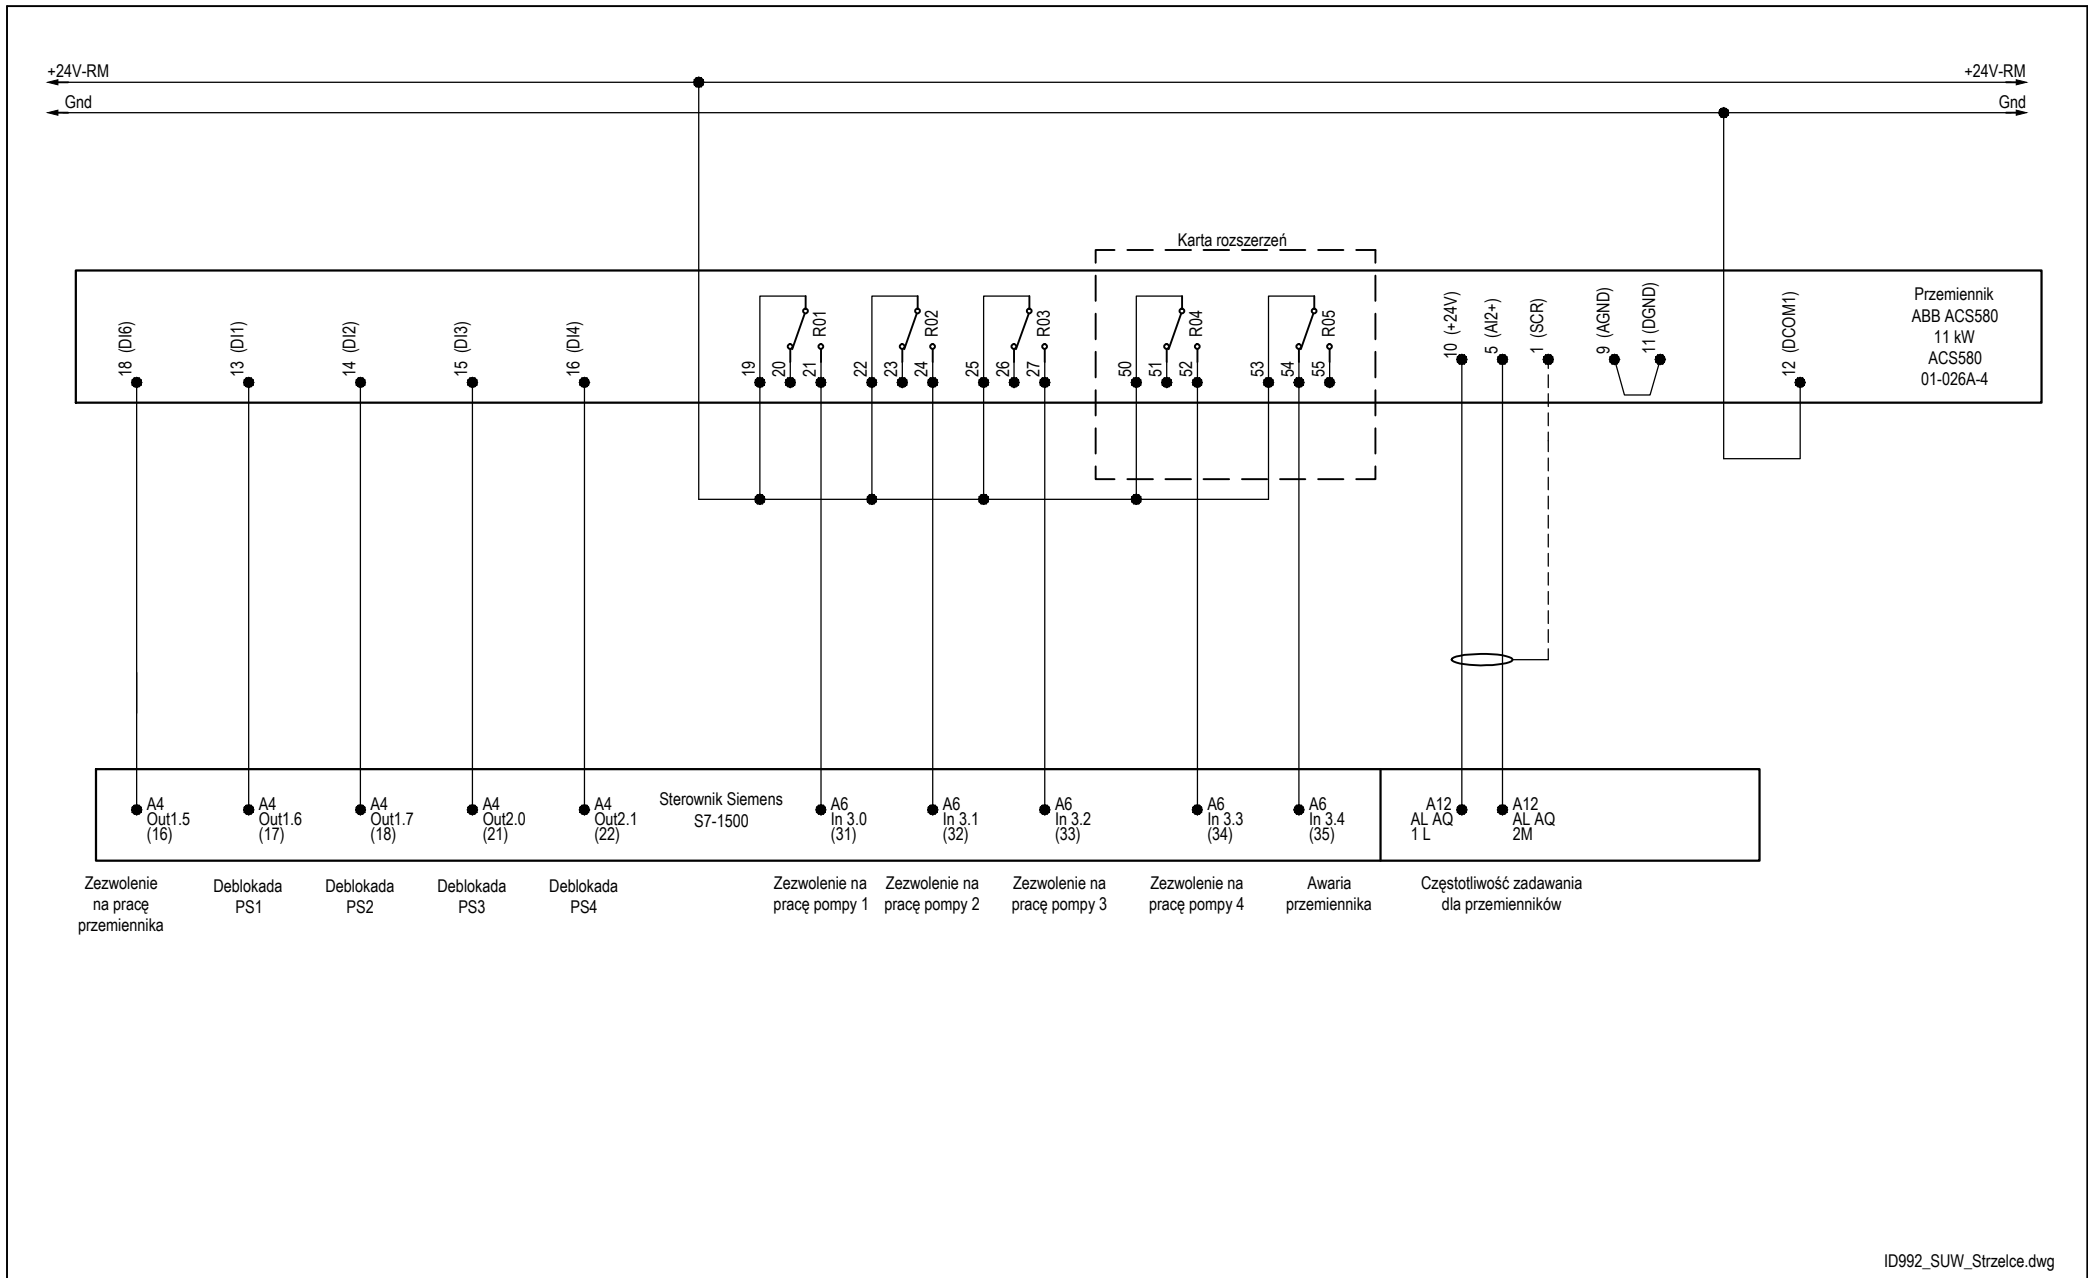 +24V-RM
+24V-RM
Gnd
Gnd
Karta rozszerzeń
18 (DI6)
13 (DI1)
14 (DI2)
15 (DI3)
16 (DI4)
19
20
21
R01
22
23
24
R02
25
26
27
R03
50
51
52
R04
53
54
55
R05
10 (+24V)
5 (AI2+)
1 (SCR)
9 (AGND)
11 (DGND)
12 (DCOM1)
Przemiennik
ABB ACS580
11 kW
ACS580
01-026A-4
A4
Out1.5
(16)
A4
Out1.6
(17)
A4
Out1.7
(18)
A4
Out2.0
(21)
A4
Out2.1
(22)
Sterownik Siemens
S7-1500
A6
In 3.0
(31)
A6
In 3.1
(32)
A6
In 3.2
(33)
A6
In 3.3
(34)
A6
In 3.4
(35)
A12
AL AQ
1 L
A12
AL AQ
2M
Zezwolenie
na pracę
przemiennika
Deblokada
PS1
Deblokada
PS2
Deblokada
PS3
Deblokada
PS4
Zezwolenie na
pracę pompy 1
Zezwolenie na
pracę pompy 2
Zezwolenie na
pracę pompy 3
Zezwolenie na
pracę pompy 4
Awaria
przemiennika
Częstotliwość zadawania
dla przemienników
ID992_SUW_Strzelce.dwg